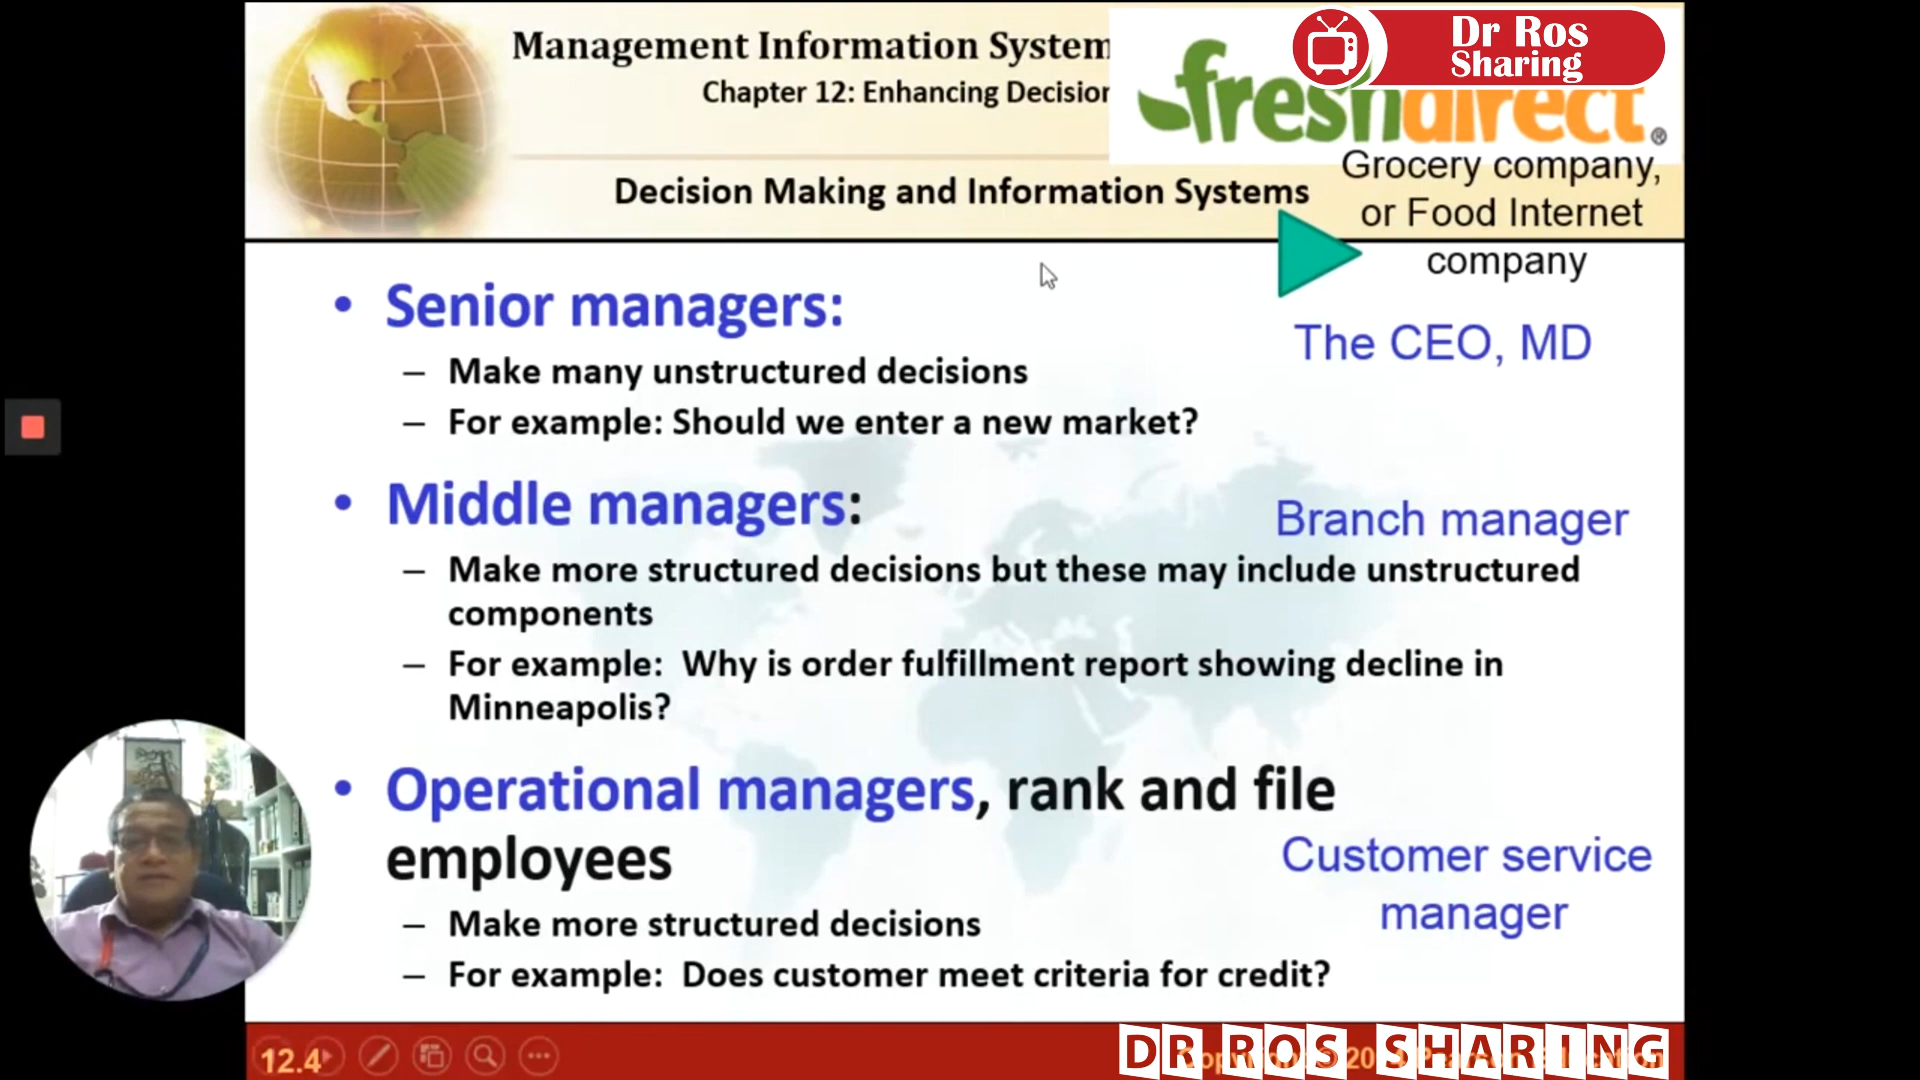 Management Information System
Chapter 12: Enhancing Decision
Dr Ros
Sharing
freshdirect®
Grocery company,
or Food Internet
company
Decision Making and Information Systems
• Senior managers:
The CEO, MD
– Make many unstructured decisions
– For example: Should we enter a new market?
• Middle managers:
Branch manager
– Make more structured decisions but these may include unstructured
components
– For example: Why is order fulfillment report showing decline in
Minneapolis?
• Operational managers, rank and file
employees
Customer service
manager
– Make more structured decisions
– For example: Does customer meet criteria for credit?
12.4
DR ROS SHARING